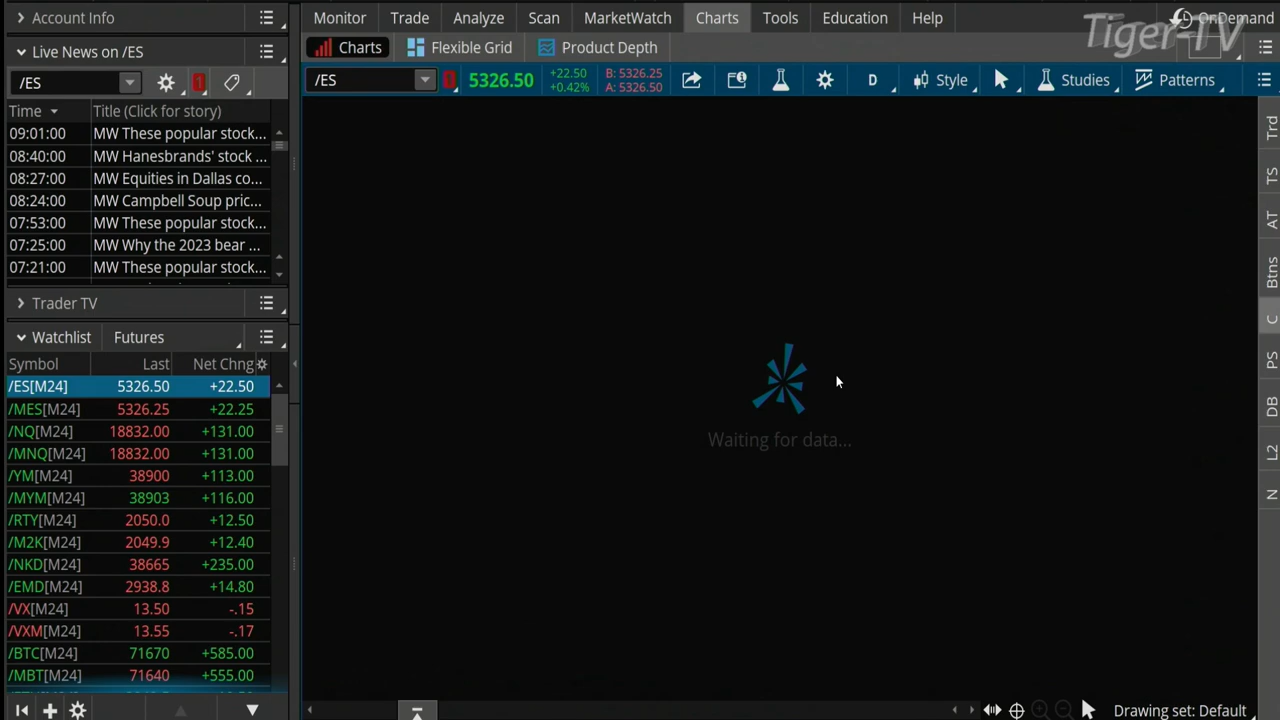 Account Info
Live News on /ES
/ES
1
Time
Title (Click for story)
09:01:00 MW These popular stock...
08:40:00 MW Hanesbrands' stock ...
08:27:00 MW Equities in Dallas co...
08:24:00 MW Campbell Soup pric...
07:53:00 MW These popular stock...
07:25:00 MW Why the 2023 bear ...
07:21:00 MW These popular stock...
Trader TV
Watchlist Futures
Symbol Last Net Chng
/ES[M24] 5326.50 +22.50
/MES[M24] 5326.25 +22.25
/NQ[M24] 18832.00 +131.00
/MNQ[M24] 18832.00 +131.00
/YM[M24] 38900 +113.00
/MYM[M24] 38903 +116.00
/RTY[M24] 2050.0 +12.50
/M2K[M24] 2049.9 +12.40
/NKD[M24] 38665 +235.00
/EMD[M24] 2938.8 +14.80
/VX[M24] 13.50 -.15
/VXM[M24] 13.55 -.17
/BTC[M24] 71670 +585.00
/MBT[M24] 71640 +555.00
Monitor Trade Analyze Scan MarketWatch Charts Tools Education Help
OnDemand
Tiger-TV
Charts Flexible Grid Product Depth
/ES 5326.50
+22.50
+0.42%
B: 5326.25
A: 5326.50
D Style Studies Patterns
Waiting for data...
Trd
TS
AT
Btns
C
PS
DB
L2
N
Drawing set: Default